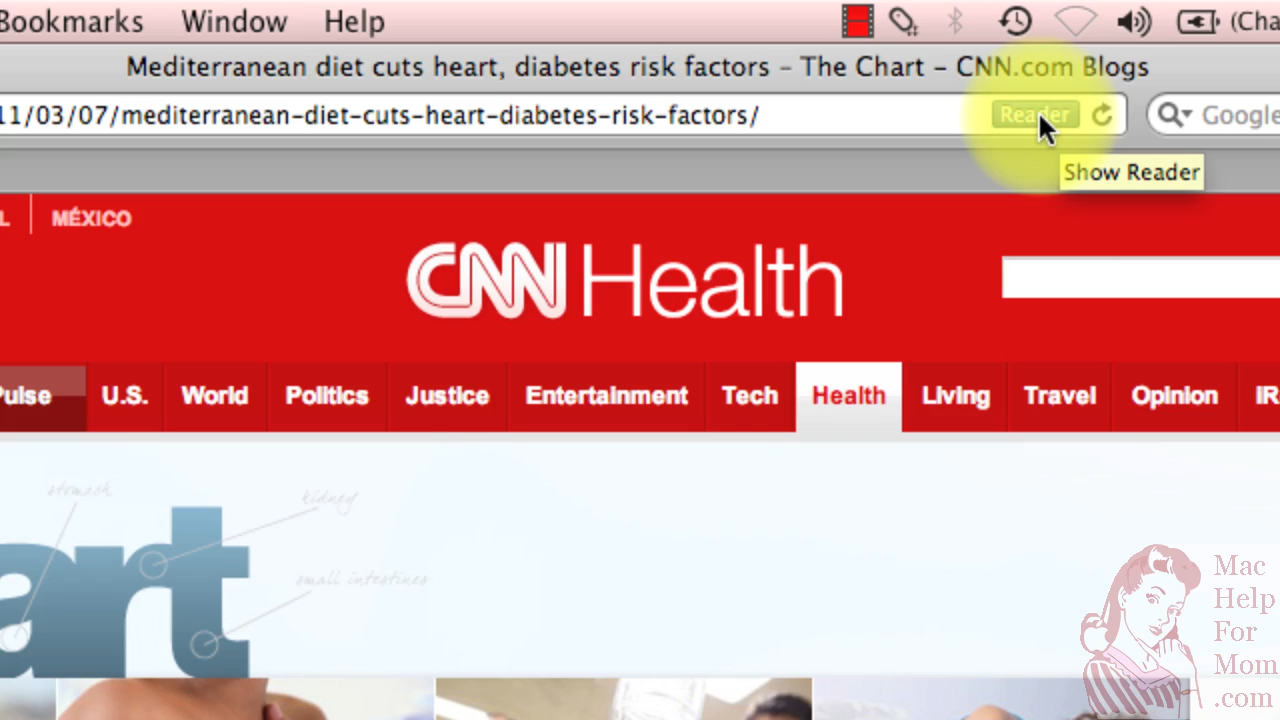 Bookmarks Window Help (Cha
Mediterranean diet cuts heart, diabetes risk factors – The Chart – CNN.com Blogs
11/03/07/mediterranean-diet-cuts-heart-diabetes-risk-factors/ Reader Google
Show Reader
L MÉXICO
CNN Health
Pulse U.S. World Politics Justice Entertainment Tech Health Living Travel Opinion IR
stomach
kidney
small intestines
art
Mac
Help
For
Mom
.com